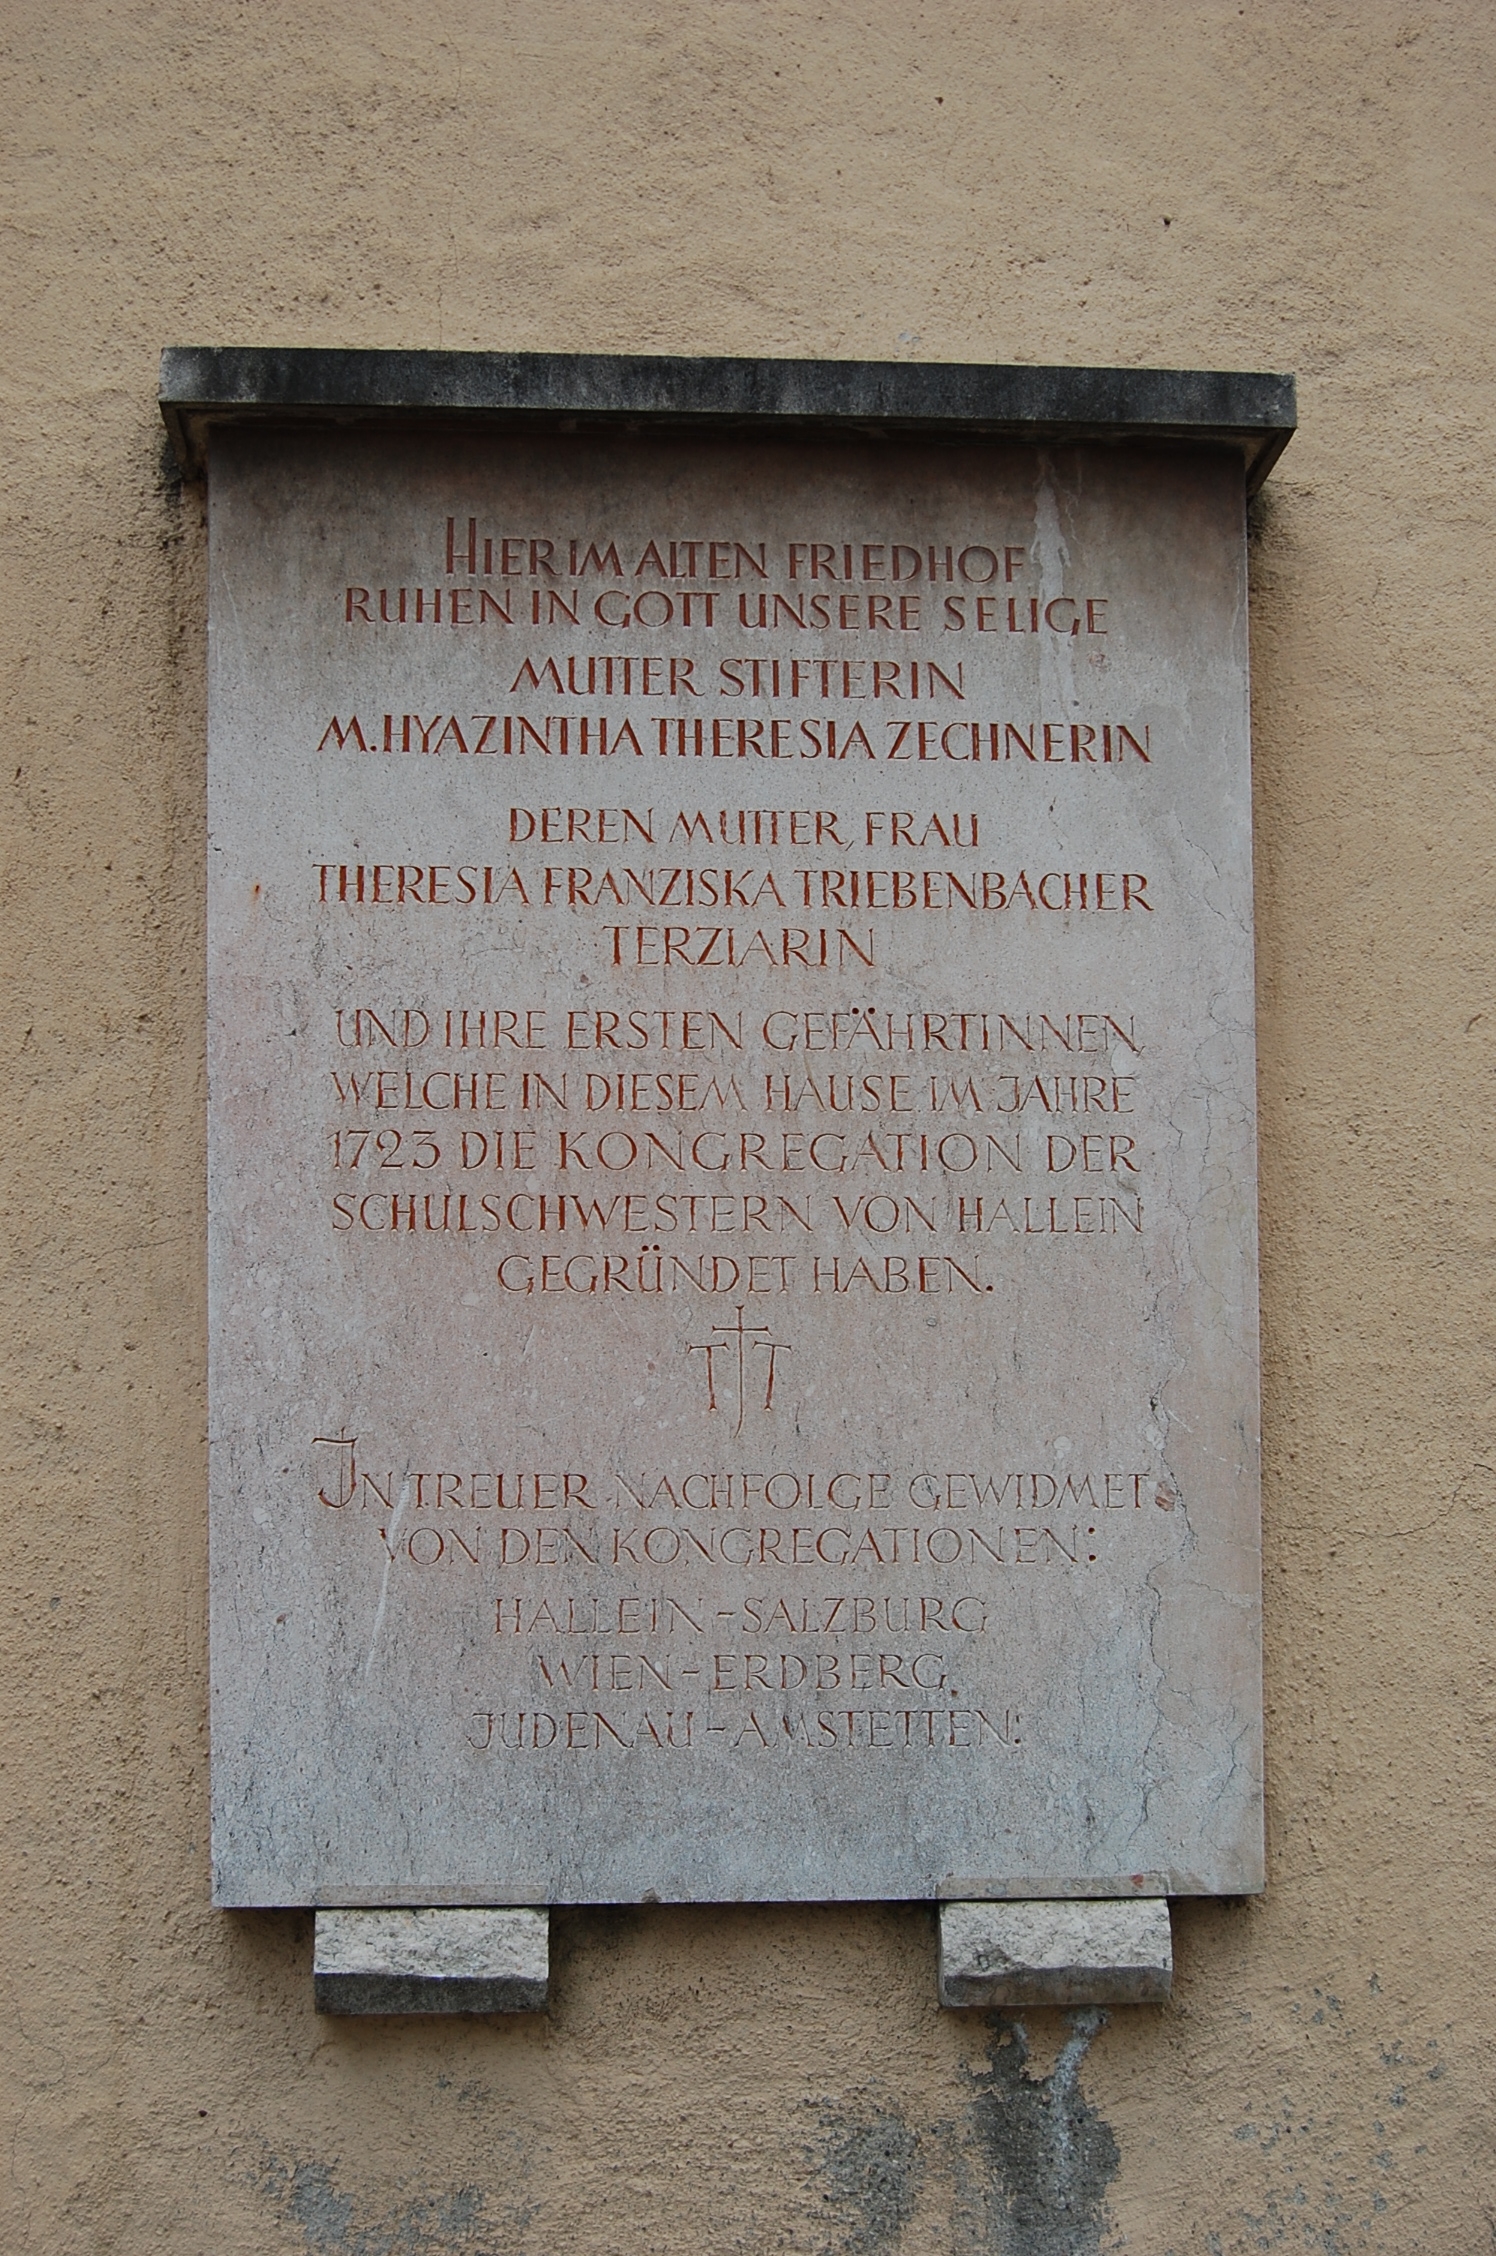 HIER IM ALTEN FRIEDHOF
RUHEN IN GOTT UNSERE SELIGE
MUTTER STIFTERIN
M. HYAZINTHA THERESIA ZECHNERIN
DEREN MUTTER, FRAU
THERESIA FRANZISKA TRIEBENBACHER
TERZIARIN
UND IHRE ERSTEN GEFÄHRTINNEN
WELCHE IN DIESEM HAUSE IM JAHRE
1723 DIE KONGREGATION DER
SCHULSCHWESTERN VON HALLEIN
GEGRÜNDET HABEN.
IN TREUER NACHFOLGE GEWIDMET
VON DEN KONGREGATIONEN:
HALLEIN-SALZBURG
WIEN-ERDBERG
JUDENAU-AMSTETTEN.